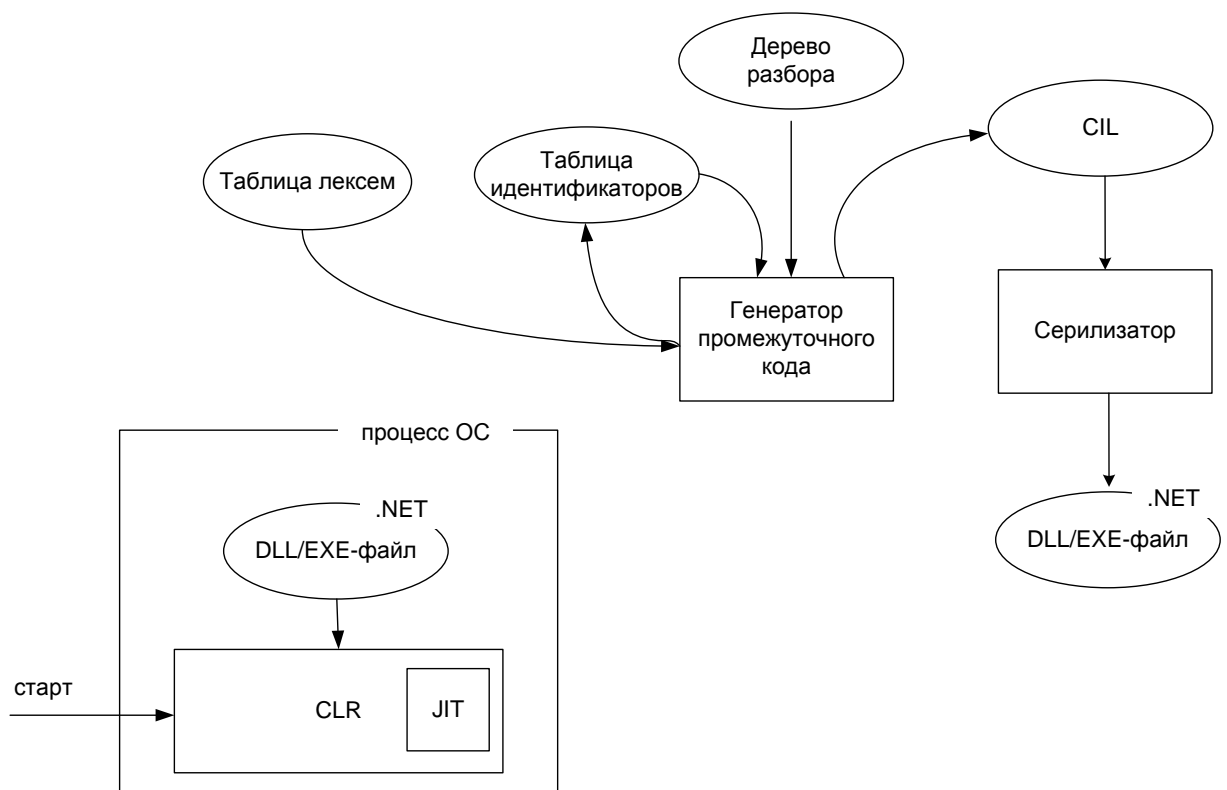 Дерево
разбора
CIL
Таблица лексем
Таблица
идентификаторов
Генератор
промежуточного
кода
Серилизатор
процесс ОС
.NET
DLL/EXE-файл
.NET
DLL/EXE-файл
старт
CLR
JIT